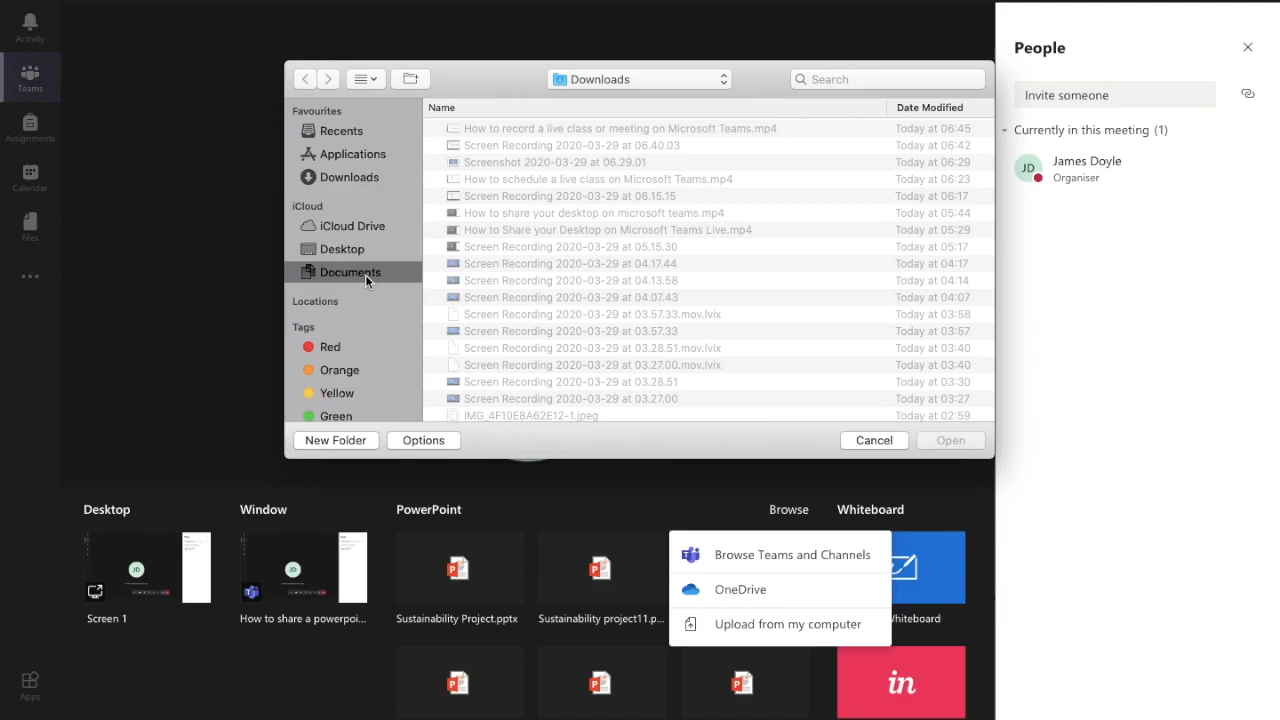 Activity
Teams
Assignments
Calendar
Files
Apps
Downloads
Search
Favourites
Recents
Applications
Downloads
iCloud
iCloud Drive
Desktop
Documents
Locations
Tags
Red
Orange
Yellow
Green
Name
Date Modified
How to record a live class or meeting on Microsoft Teams.mp4
Today at 06:45
Screen Recording 2020-03-29 at 06.40.03
Today at 06:42
Screenshot 2020-03-29 at 06.29.01
Today at 06:29
How to schedule a live class on Microsoft Teams.mp4
Today at 06:23
Screen Recording 2020-03-29 at 06.15.15
Today at 06:17
How to share your desktop on microsoft teams.mp4
Today at 05:44
How to Share your Desktop on Microsoft Teams Live.mp4
Today at 05:29
Screen Recording 2020-03-29 at 05.15.30
Today at 05:17
Screen Recording 2020-03-29 at 04.17.44
Today at 04:17
Screen Recording 2020-03-29 at 04.13.58
Today at 04:14
Screen Recording 2020-03-29 at 04.07.43
Today at 04:07
Screen Recording 2020-03-29 at 03.57.33.mov.lvix
Today at 03:58
Screen Recording 2020-03-29 at 03.57.33
Today at 03:57
Screen Recording 2020-03-29 at 03.28.51.mov.lvix
Today at 03:40
Screen Recording 2020-03-29 at 03.27.00.mov.lvix
Today at 03:40
Screen Recording 2020-03-29 at 03.28.51
Today at 03:30
Screen Recording 2020-03-29 at 03.27.00
Today at 03:27
IMG_4F10E8A62E12-1.jpeg
Today at 02:59
New Folder
Options
Cancel
Open
People
Invite someone
Currently in this meeting (1)
JD
James Doyle
Organiser
Desktop
Window
PowerPoint
Browse
Whiteboard
JD
JD
Browse Teams and Channels
OneDrive
Upload from my computer
Screen 1
How to share a powerpoi...
Sustainability Project.pptx
Sustainability project11.p...
Whiteboard
in